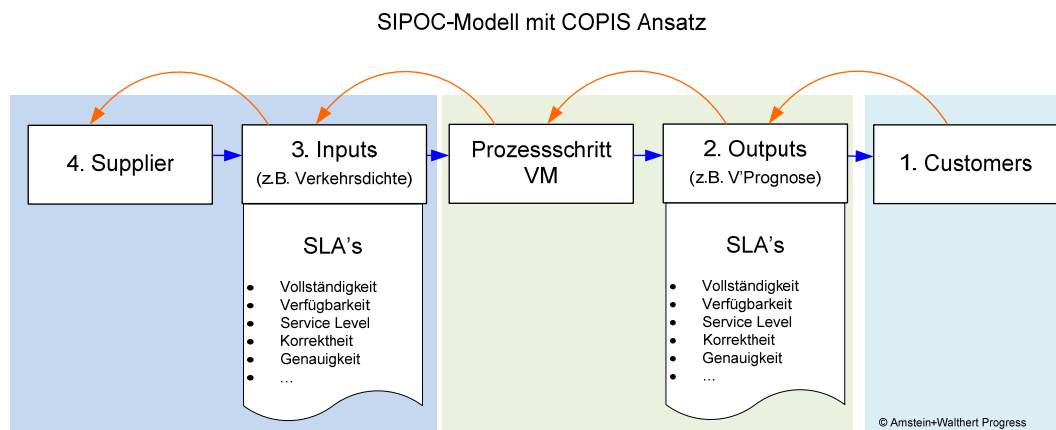 SIPOC-Modell mit COPIS Ansatz
4. Supplier
3. Inputs
(z.B. Verkehrsdichte)
Prozessschritt
VM
2. Outputs
(z.B. V'Prognose)
1. Customers
SLA's
• Vollständigkeit
• Verfügbarkeit
• Service Level
• Korrektheit
• Genauigkeit
• ...
SLA's
• Vollständigkeit
• Verfügbarkeit
• Service Level
• Korrektheit
• Genauigkeit
• ...
© Amstein+Walthert Progress